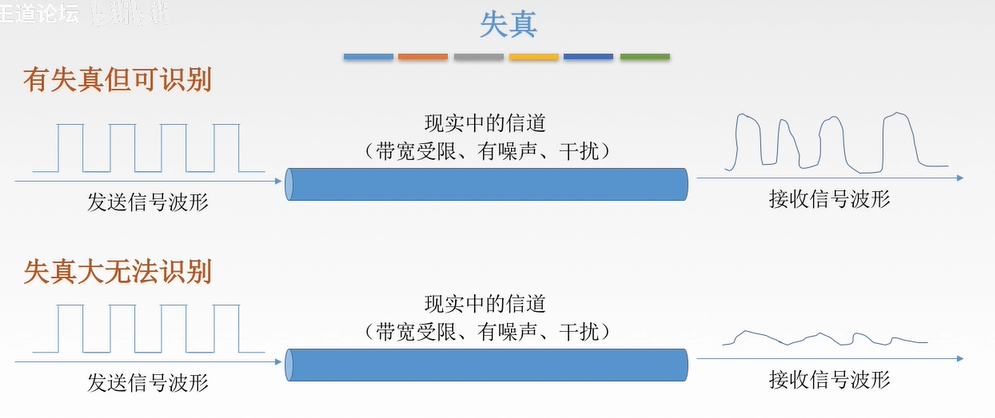 王道论坛
失真
有失真但可识别
现实中的信道
（带宽受限、有噪声、干扰）
发送信号波形
接收信号波形
失真大无法识别
现实中的信道
（带宽受限、有噪声、干扰）
发送信号波形
接收信号波形